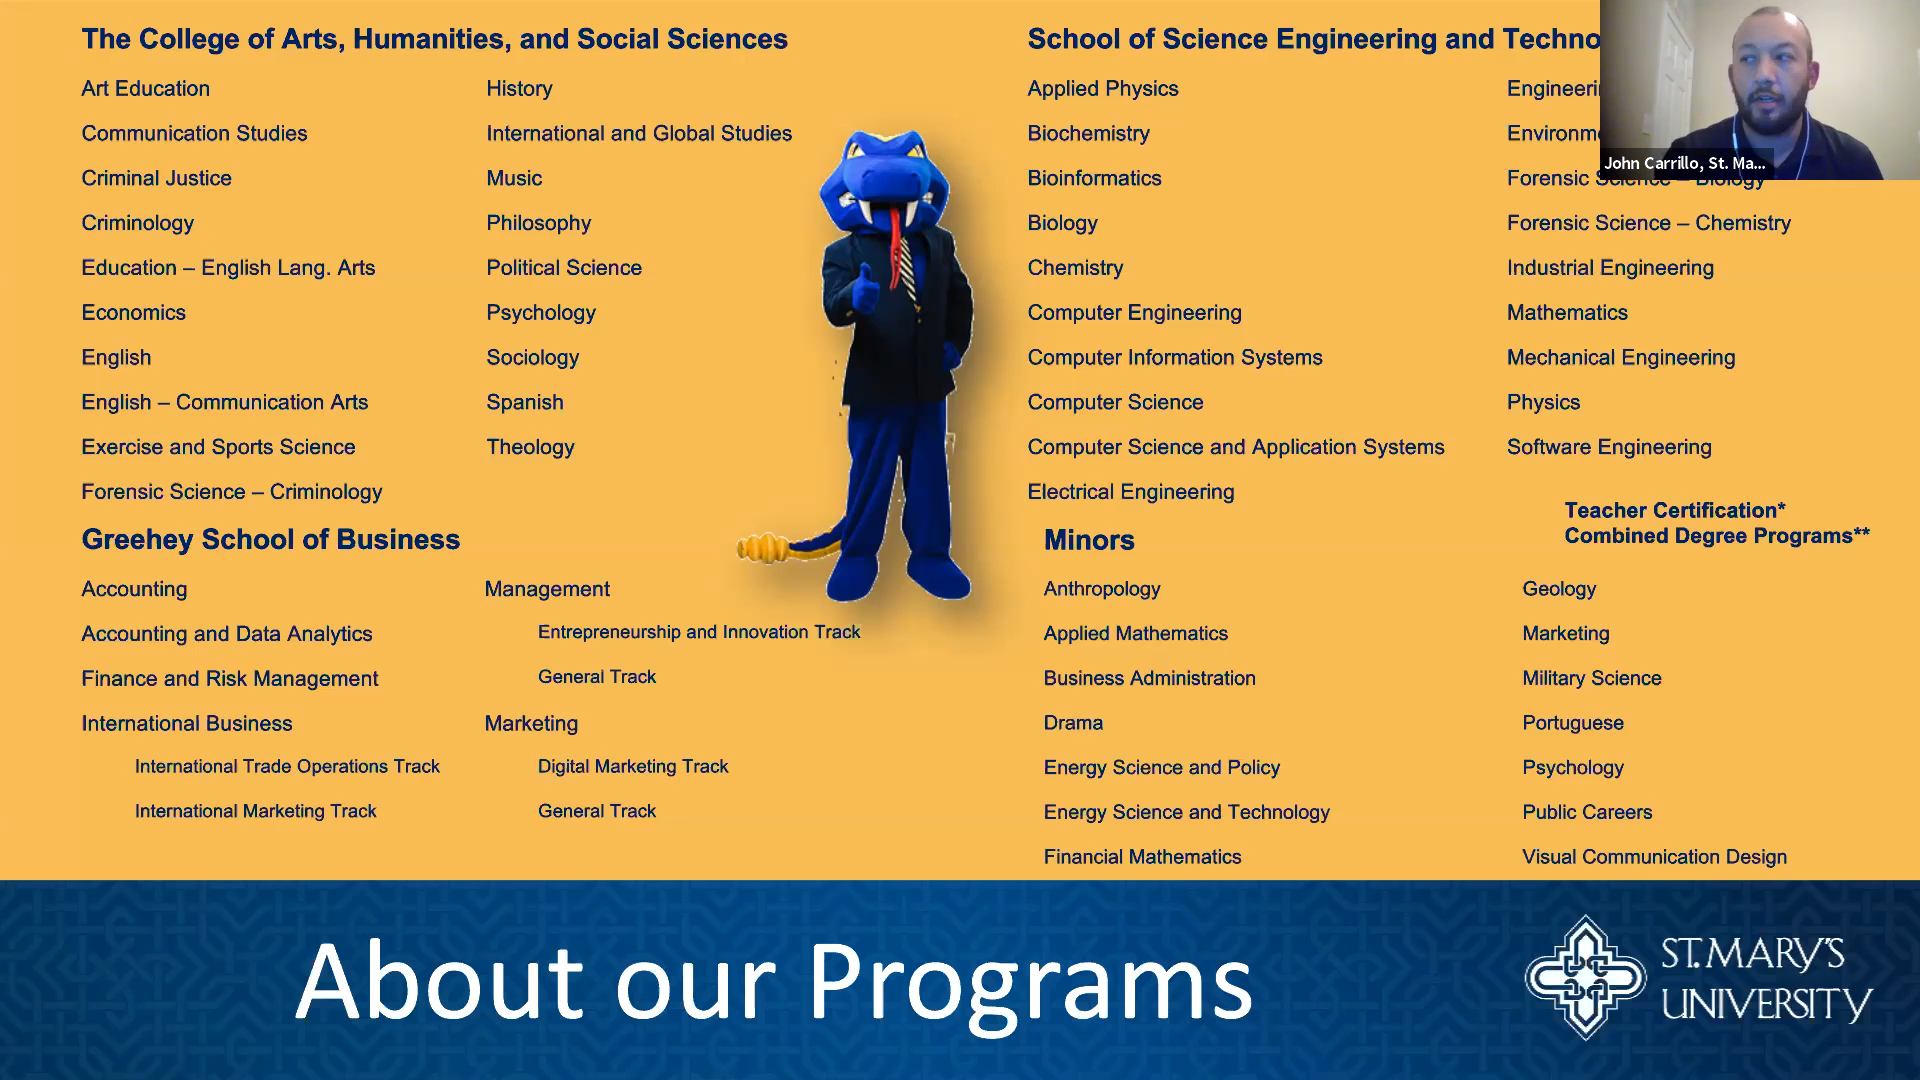 The College of Arts, Humanities, and Social Sciences
Art Education
Communication Studies
Criminal Justice
Criminology
Education – English Lang. Arts
Economics
English
English – Communication Arts
Exercise and Sports Science
Forensic Science – Criminology
History
International and Global Studies
Music
Philosophy
Political Science
Psychology
Sociology
Spanish
Theology
Greehey School of Business
Accounting
Accounting and Data Analytics
Finance and Risk Management
International Business
International Trade Operations Track
International Marketing Track
Management
Entrepreneurship and Innovation Track
General Track
Marketing
Digital Marketing Track
General Track
School of Science Engineering and Techno
Applied Physics
Biochemistry
Bioinformatics
Biology
Chemistry
Computer Engineering
Computer Information Systems
Computer Science
Computer Science and Application Systems
Electrical Engineering
Engineeri
Environme
Forensic Science – Biology
Forensic Science – Chemistry
Industrial Engineering
Mathematics
Mechanical Engineering
Physics
Software Engineering
Teacher Certification*
Combined Degree Programs**
Minors
Anthropology
Applied Mathematics
Business Administration
Drama
Energy Science and Policy
Energy Science and Technology
Financial Mathematics
Geology
Marketing
Military Science
Portuguese
Psychology
Public Careers
Visual Communication Design
John Carrillo, St. Ma...
About our Programs
ST. MARY'S
UNIVERSITY